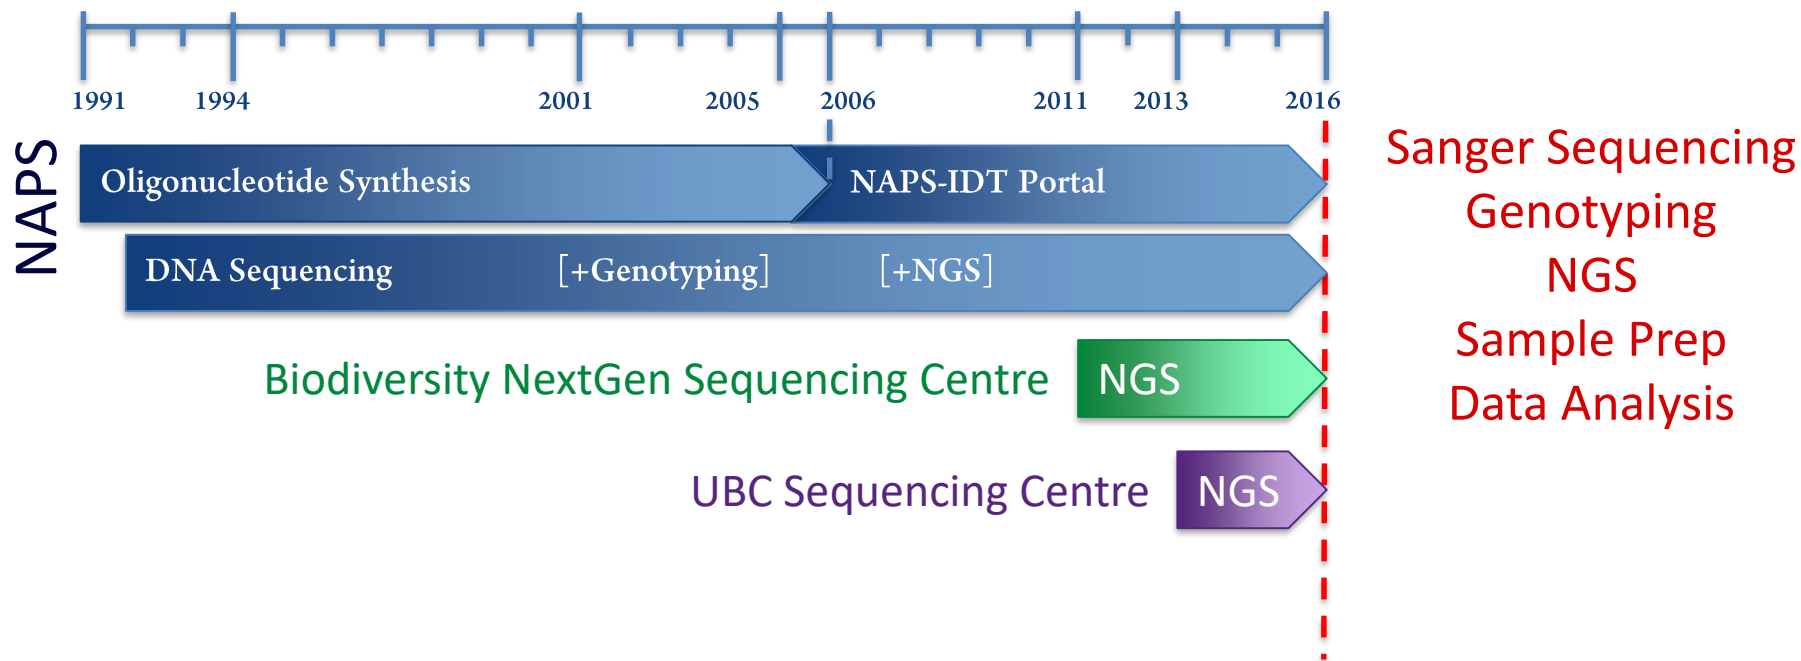 1991 1994 2001 2005 2006 2011 2013 2016
NAPS
Oligonucleotide Synthesis
NAPS-IDT Portal
DNA Sequencing [+Genotyping] [+NGS]
Biodiversity NextGen Sequencing Centre
NGS
UBC Sequencing Centre
NGS
Sanger Sequencing
Genotyping
NGS
Sample Prep
Data Analysis